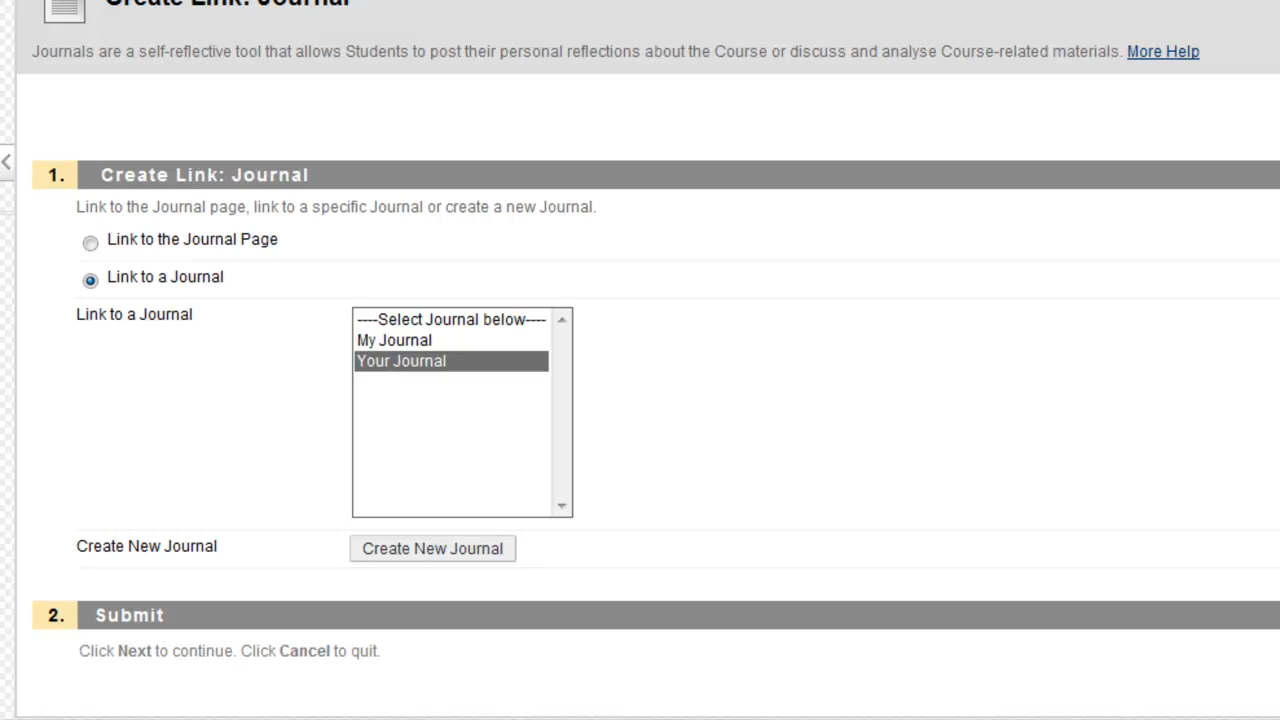 Create Link: Journal
Journals are a self-reflective tool that allows Students to post their personal reflections about the Course or discuss and analyse Course-related materials. More Help
1. Create Link: Journal
Link to the Journal page, link to a specific Journal or create a new Journal.
Link to the Journal Page
Link to a Journal
Link to a Journal
----Select Journal below----
My Journal
Your Journal
Create New Journal Create New Journal
2. Submit
Click Next to continue. Click Cancel to quit.